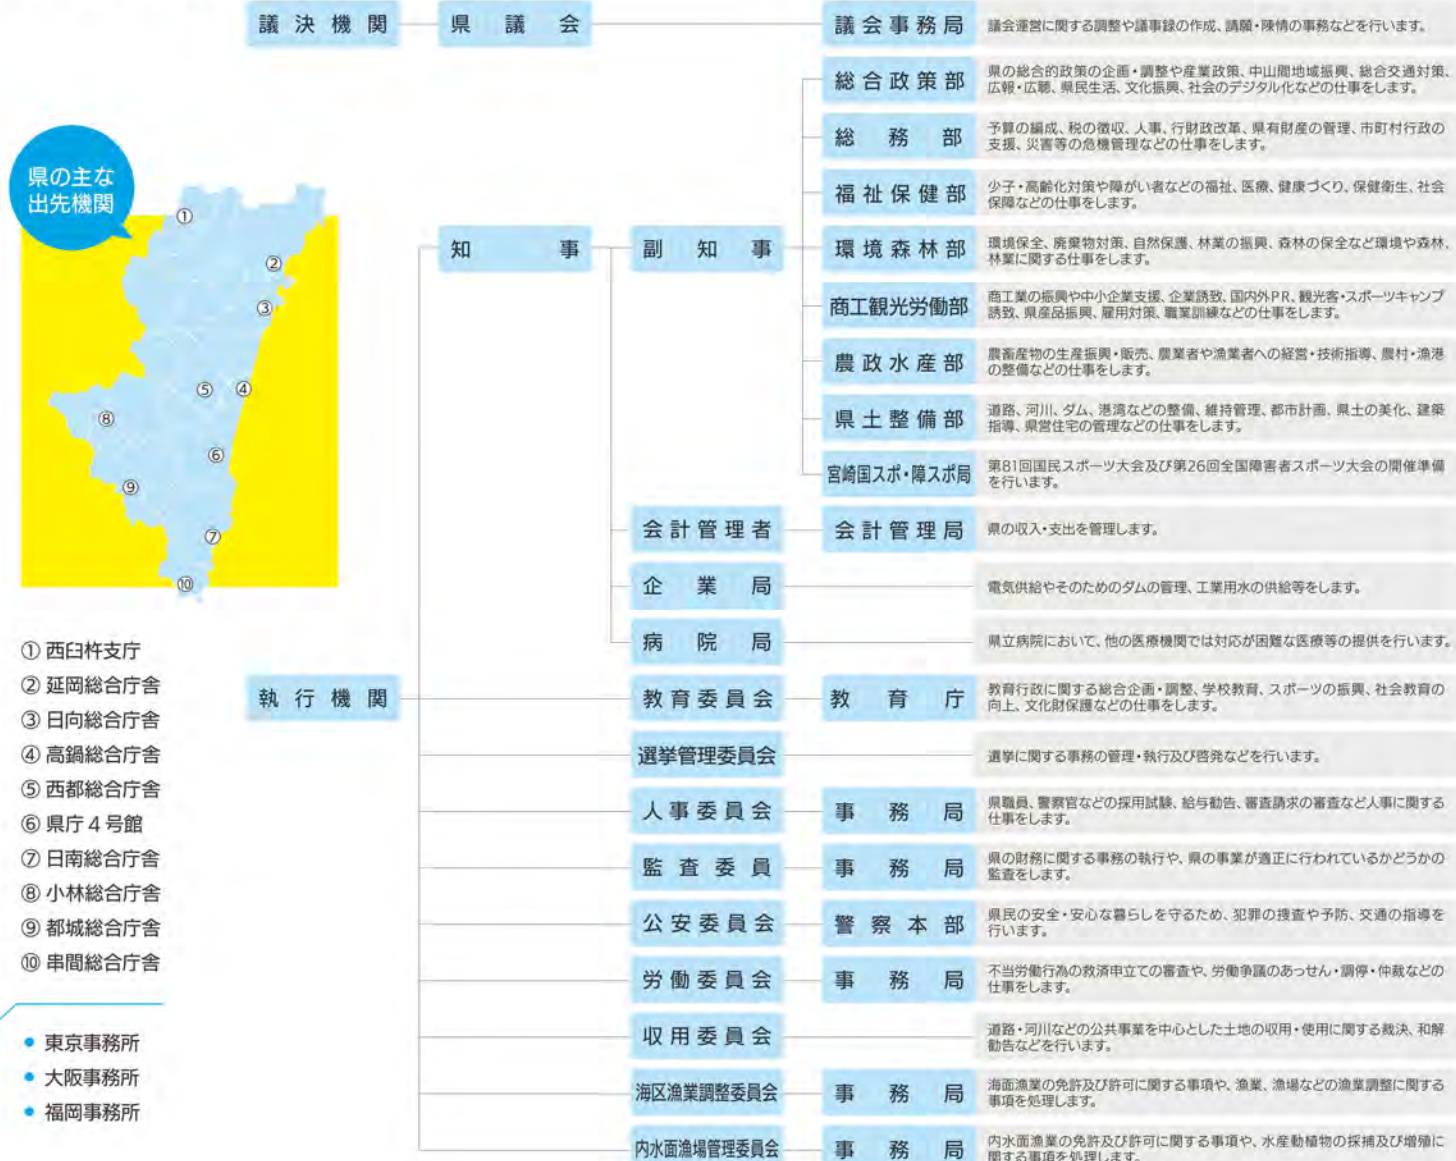 議決機関
県議会
議会事務局
議会運営に関する調整や議事録の作成、請願・陳情の事務などを行います。
総合政策部
県の総合的政策の企画・調整や産業政策、中山間地域振興、総合交通対策、
広報・広聴、県民生活、文化振興、社会のデジタル化などの仕事をします。
総務部
予算の編成、税の徴収、人事、行財政改革、県有財産の管理、市町村行政の
支援、災害等の危機管理などの仕事をします。
福祉保健部
少子・高齢化対策や障がい者などの福祉、医療、健康づくり、保健衛生、社会
保障などの仕事をします。
知事
副知事
環境森林部
環境保全、廃棄物対策、自然保護、林業の振興、森林の保全など環境や森林、
林業に関する仕事をします。
商工観光労働部
商工業の振興や中小企業支援、企業誘致、国内外PR、観光客・スポーツキャンプ
誘致、県産品振興、雇用対策、職業訓練などの仕事をします。
農政水産部
農畜産物の生産振興・販売、農業者や漁業者への経営・技術指導、農村・漁港
の整備などの仕事をします。
県土整備部
道路、河川、ダム、港湾などの整備、維持管理、都市計画、県土の美化、建築
指導、県営住宅の管理などの仕事をします。
宮崎国スポ・障スポ局
第81回国民スポーツ大会及び第26回全国障害者スポーツ大会の開催準備
を行います。
会計管理者
会計管理局
県の収入・支出を管理します。
企業局
電気供給やそのためのダムの管理、工業用水の供給等をします。
病院局
県立病院において、他の医療機関では対応が困難な医療等の提供を行います。
執行機関
教育委員会
教育庁
教育行政に関する総合企画・調整、学校教育、スポーツの振興、社会教育の
向上、文化財保護などの仕事をします。
選挙管理委員会
選挙に関する事務の管理・執行及び啓発などを行います。
人事委員会
事務局
県職員、警察官などの採用試験、給与勧告、審査請求の審査など人事に関する
仕事をします。
監査委員
事務局
県の財務に関する事務の執行や、県の事業が適正に行われているかどうかの
監査をします。
公安委員会
警察本部
県民の安全・安心な暮らしを守るため、犯罪の捜査や予防、交通の指導を
行います。
労働委員会
事務局
不当労働行為の救済申立ての審査や、労働争議のあっせん・調停・仲裁などの
仕事をします。
収用委員会
道路・河川などの公共事業を中心とした土地の収用・使用に関する裁決、和解
勧告などを行います。
海区漁業調整委員会
事務局
海面漁業の免許及び許可に関する事項や、漁業、漁場などの漁業調整に関する
事項を処理します。
内水面漁場管理委員会
事務局
内水面漁業の免許及び許可に関する事項や、水産動植物の採捕及び増殖に
関する事項を処理します。
県の主な
出先機関
①
②
③
⑤
④
⑧
⑥
⑨
⑦
⑩
① 西臼杵支庁
② 延岡総合庁舎
③ 日向総合庁舎
④ 高鍋総合庁舎
⑤ 西都総合庁舎
⑥ 県庁４号館
⑦ 日南総合庁舎
⑧ 小林総合庁舎
⑨ 都城総合庁舎
⑩ 串間総合庁舎
• 東京事務所
• 大阪事務所
• 福岡事務所